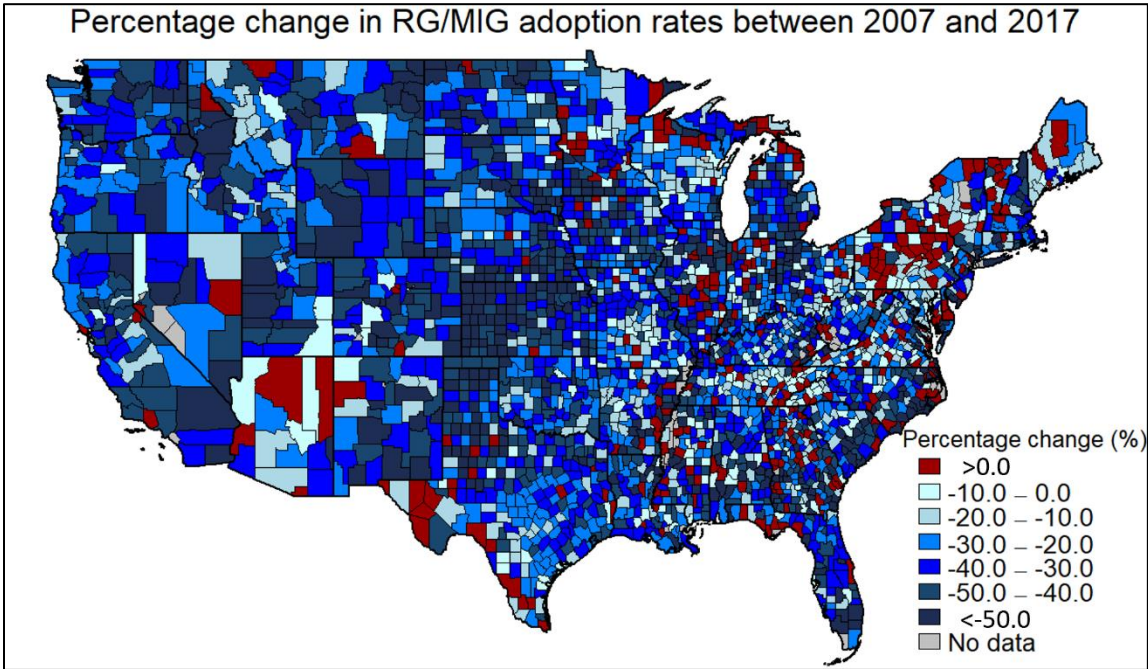 Percentage change in RG/MIG adoption rates between 2007 and 2017
Percentage change (%)
>0.0
-10.0 – 0.0
-20.0 – -10.0
-30.0 – -20.0
-40.0 – -30.0
-50.0 – -40.0
<-50.0
No data